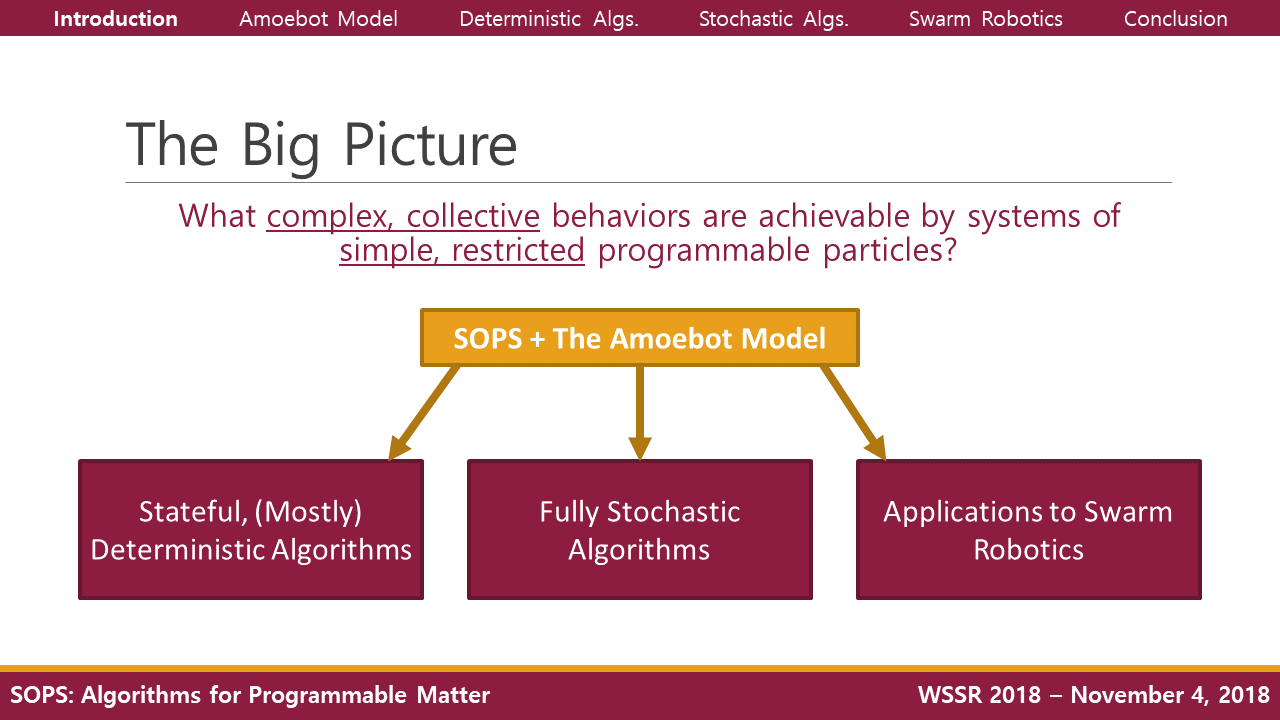 Introduction Amoebot Model Deterministic Algs. Stochastic Algs. Swarm Robotics Conclusion
The Big Picture
What complex, collective behaviors are achievable by systems of
simple, restricted programmable particles?
SOPS + The Amoebot Model
Stateful, (Mostly)
Deterministic Algorithms
Fully Stochastic
Algorithms
Applications to Swarm
Robotics
SOPS: Algorithms for Programmable Matter
WSSR 2018 – November 4, 2018